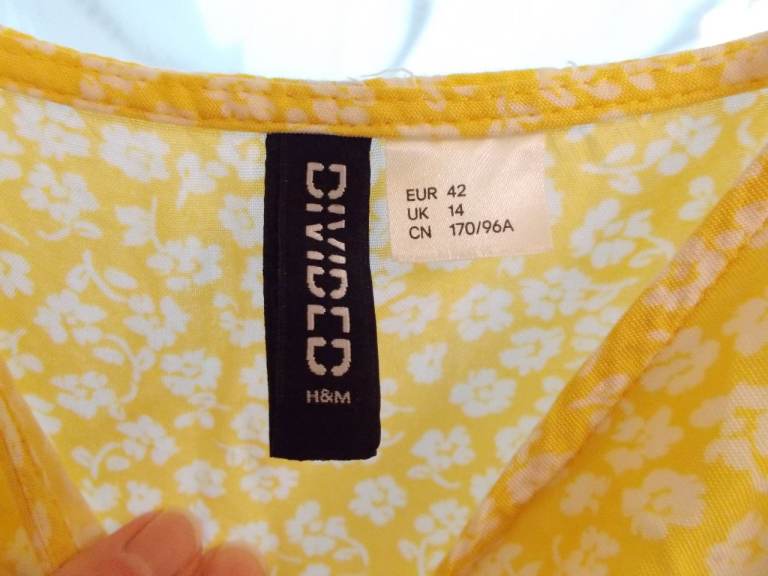 DIVIDED
H&M
EUR 42
UK 14
CN 170/96A